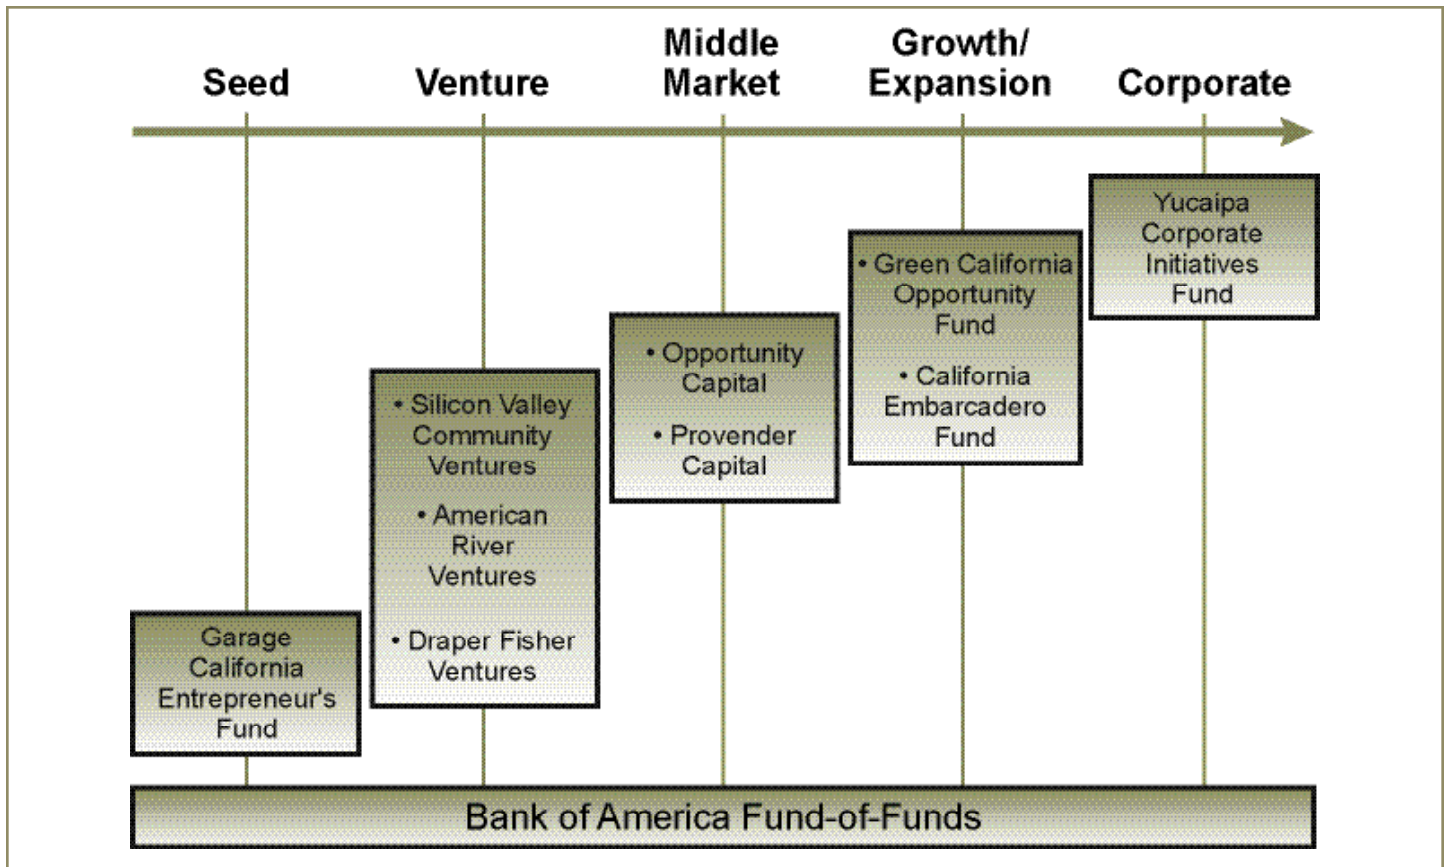 Seed
Venture
Middle
Market
Growth/
Expansion
Corporate
Garage
California
Entrepreneur's
Fund
• Silicon Valley
Community
Ventures
• American
River
Ventures
• Draper Fisher
Ventures
• Opportunity
Capital
• Provender
Capital
• Green California
Opportunity
Fund
• California
Embarcadero
Fund
Yucaipa
Corporate
Initiatives
Fund
Bank of America Fund-of-Funds